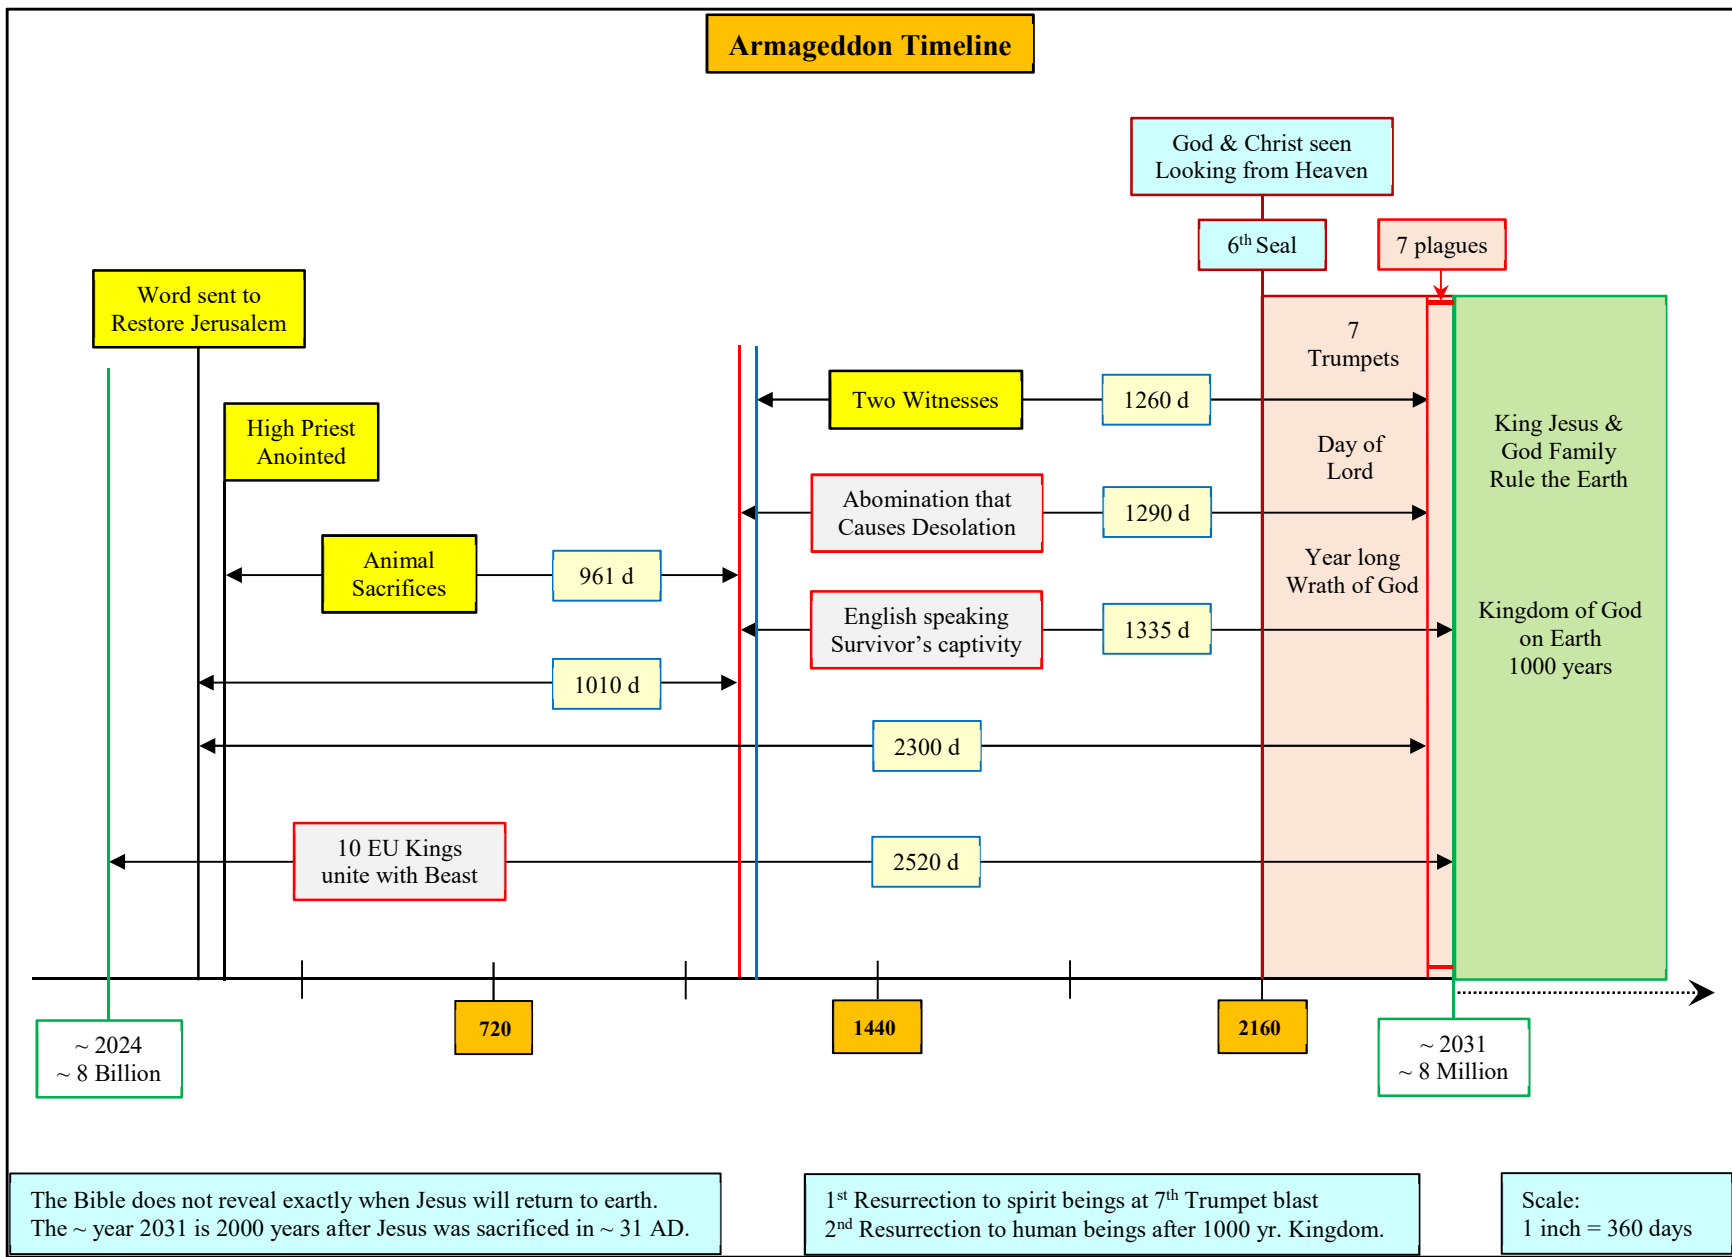 Armageddon Timeline
God & Christ seen
Looking from Heaven
6th Seal
7 plagues
Word sent to
Restore Jerusalem
7
Trumpets
Two Witnesses
1260 d
High Priest
Anointed
King Jesus &
God Family
Rule the Earth
Day of
Lord
Abomination that
Causes Desolation
1290 d
Animal
Sacrifices
961 d
Year long
Wrath of God
English speaking
Survivor’s captivity
1335 d
Kingdom of God
on Earth
1000 years
1010 d
2300 d
10 EU Kings
unite with Beast
2520 d
720
1440
2160
~ 2024
~ 8 Billion
~ 2031
~ 8 Million
The Bible does not reveal exactly when Jesus will return to earth.
The ~ year 2031 is 2000 years after Jesus was sacrificed in ~ 31 AD.
1st Resurrection to spirit beings at 7th Trumpet blast
2nd Resurrection to human beings after 1000 yr. Kingdom.
Scale:
1 inch = 360 days